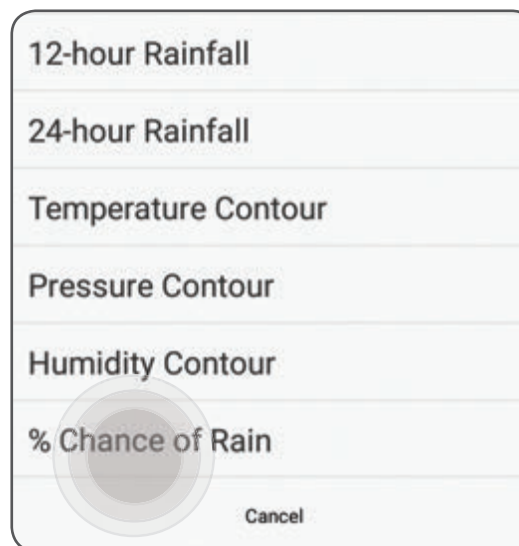 12-hour Rainfall
24-hour Rainfall
Temperature Contour
Pressure Contour
Humidity Contour
% Chance of Rain
Cancel